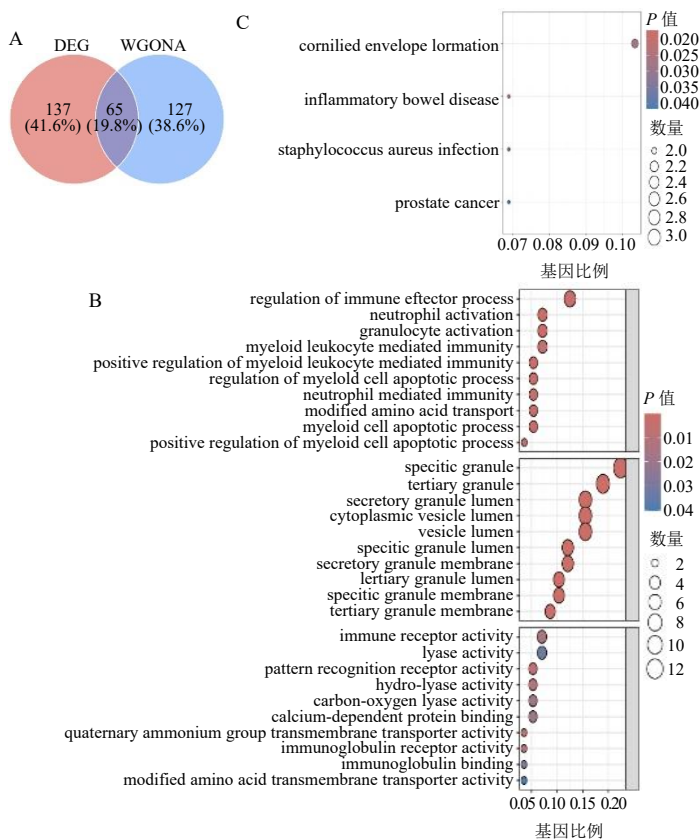 A
DEG
WGONA
137
(41.6%)
65
(19.8%)
127
(38.6%)
C
cornilied envelope lormation
inflammatory bowel disease
staphylococcus aureus infection
prostate cancer
0.07 0.08 0.09 0.10
基因比例
P 值
0.020
0.025
0.030
0.035
0.040
数量
2.0
2.2
2.4
2.6
2.8
3.0
B
regulation of immune effector process
neutrophil activation
granulocyte activation
myeloid leukocyte mediated immunity
positive regulation of myeloid leukocyte mediated immunity
regulation of myelold cell apoptotic process
neutrophil mediated immunity
modified amino acid transport
myeloid cell apoptotic process
positive regulation of myeloid cell apoptotic process
specitic granule
tertiary granule
secretory granule lumen
cytoplasmic vesicle lumen
vesicle lumen
specitic granule lumen
secretory granule membrane
lertiary granule lumen
specitic granule membrane
tertiary granule membrane
immune receptor activity
lyase activity
pattern recognition receptor activity
hydro-lyase activity
carbon-oxygen lyase activity
calcium-dependent protein binding
quaternary ammonium group transmembrane transporter activity
immunoglobulin receptor activity
immunoglobulin binding
modified amino acid transmembrane transporter activity
0.05 0.10 0.15 0.20
基因比例
P 值
0.01
0.02
0.03
0.04
数量
2
4
6
8
10
12